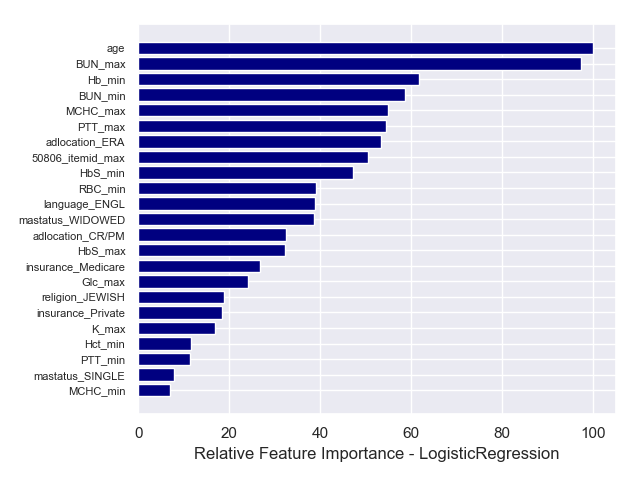 age
BUN_max
Hb_min
BUN_min
MCHC_max
PTT_max
adlocation_ERA
50806_itemid_max
HbS_min
RBC_min
language_ENGL
mastatus_WIDOWED
adlocation_CR/PM
HbS_max
insurance_Medicare
Glc_max
religion_JEWISH
insurance_Private
K_max
Hct_min
PTT_min
mastatus_SINGLE
MCHC_min
0 20 40 60 80 100
Relative Feature Importance - LogisticRegression